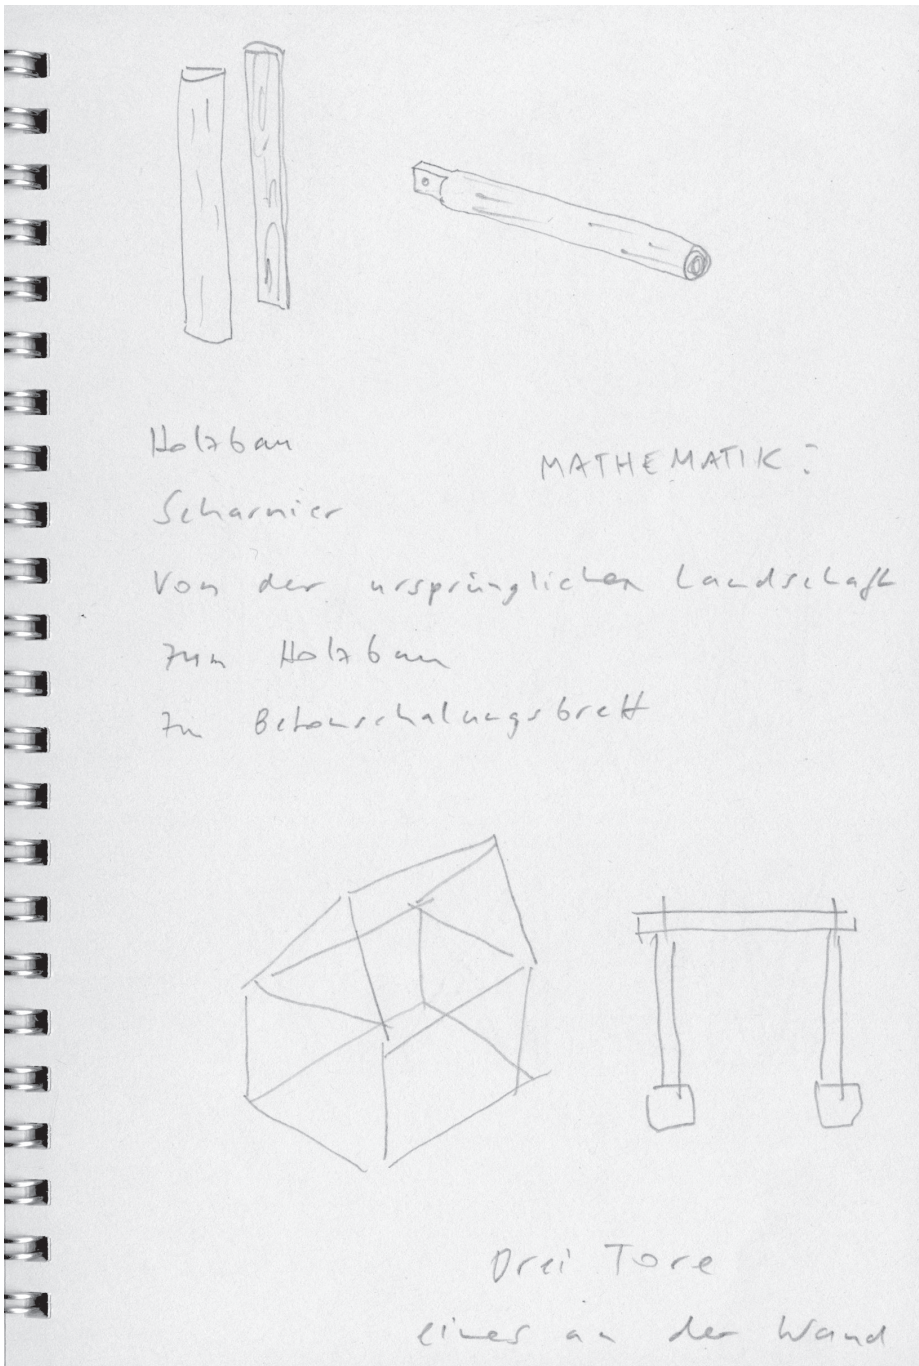 Holzbau
MATHEMATIK:
Scharnier
Von der ursprünglichen Landschaft
zum Holzbau
zu Betonschalungsbrett
Drei Tore
eines an der Wand